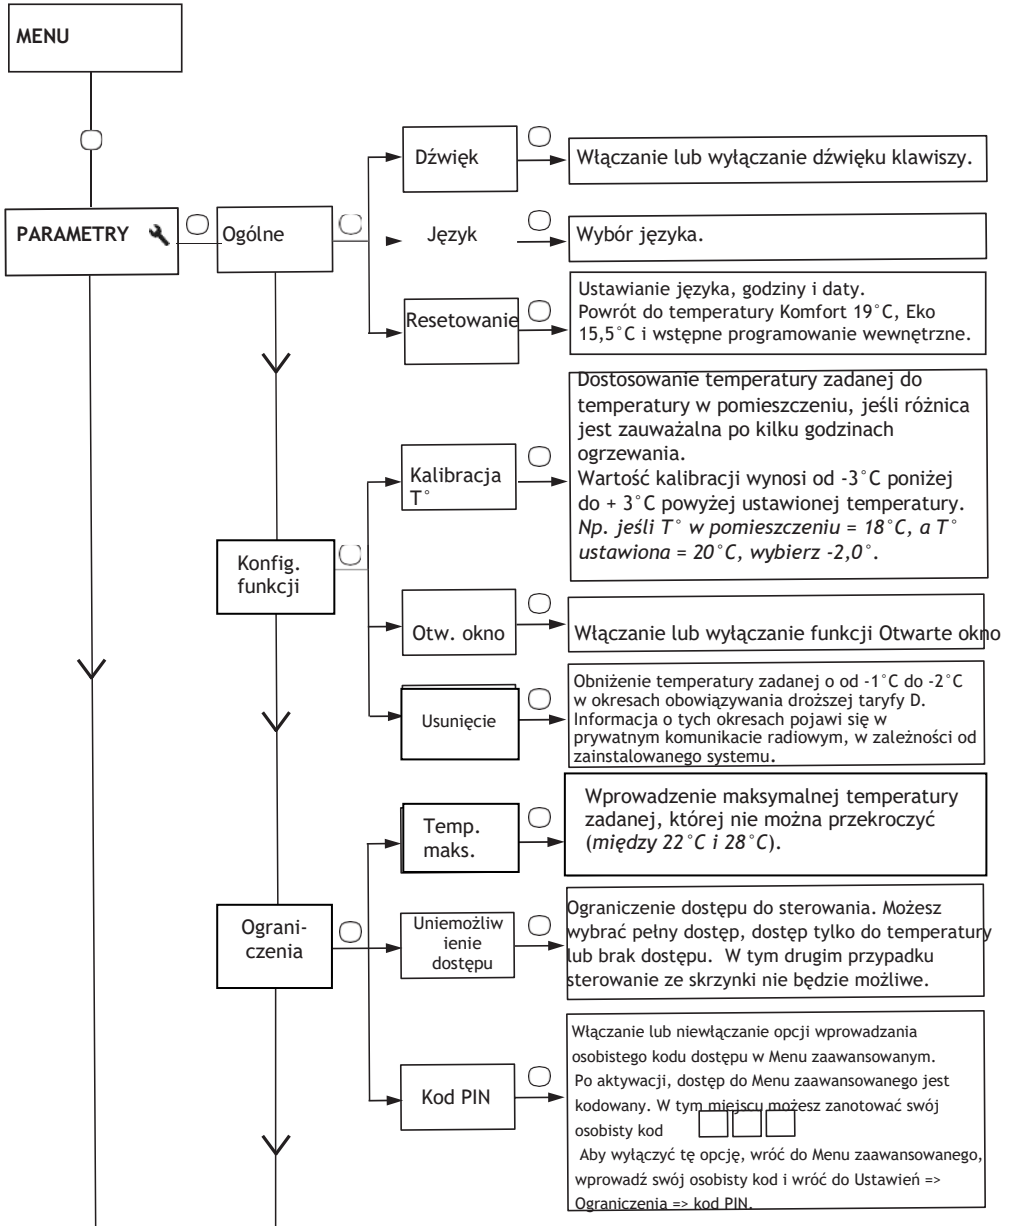 MENU
PARAMETRY
Ogólne
Dźwięk
Włączanie lub wyłączanie dźwięku klawiszy.
Język
Wybór języka.
Resetowanie
Ustawianie języka, godziny i daty.
Powrót do temperatury Komfort 19°C, Eko
15,5°C i wstępne programowanie wewnętrzne.
Konfig.
funkcji
Kalibracja
T°
Dostosowanie temperatury zadanej do
temperatury w pomieszczeniu, jeśli różnica
jest zauważalna po kilku godzinach
ogrzewania.
Wartość kalibracji wynosi od -3°C poniżej
do + 3°C powyżej ustawionej temperatury.
Np. jeśli T° w pomieszczeniu = 18°C, a T°
ustawiona = 20°C, wybierz -2,0°.
Otw. okno
Włączanie lub wyłączanie funkcji Otwarte okno
Usunięcie
Obniżenie temperatury zadanej o od -1°C do -2°C
w okresach obowiązywania droższej taryfy D.
Informacja o tych okresach pojawi się w
prywatnym komunikacie radiowym, w zależności od
zainstalowanego systemu.
Ograni-
czenia
Temp.
maks.
Wprowadzenie maksymalnej temperatury
zadanej, której nie można przekroczyć
(między 22°C i 28°C).
Uniemożliw
ienie
dostępu
Ograniczenie dostępu do sterowania. Możesz
wybrać pełny dostęp, dostęp tylko do temperatury
lub brak dostępu. W tym drugim przypadku
sterowanie ze skrzynki nie będzie możliwe.
Kod PIN
Włączanie lub niewłączanie opcji wprowadzania
osobistego kodu dostępu w Menu zaawansowanym.
Po aktywacji, dostęp do Menu zaawansowanego jest
kodowany. W tym miejscu możesz zanotować swój
osobisty kod
Aby wyłączyć tę opcję, wróć do Menu zaawansowanego,
wprowadź swój osobisty kod i wróć do Ustawień =>
Ograniczenia => kod PIN.